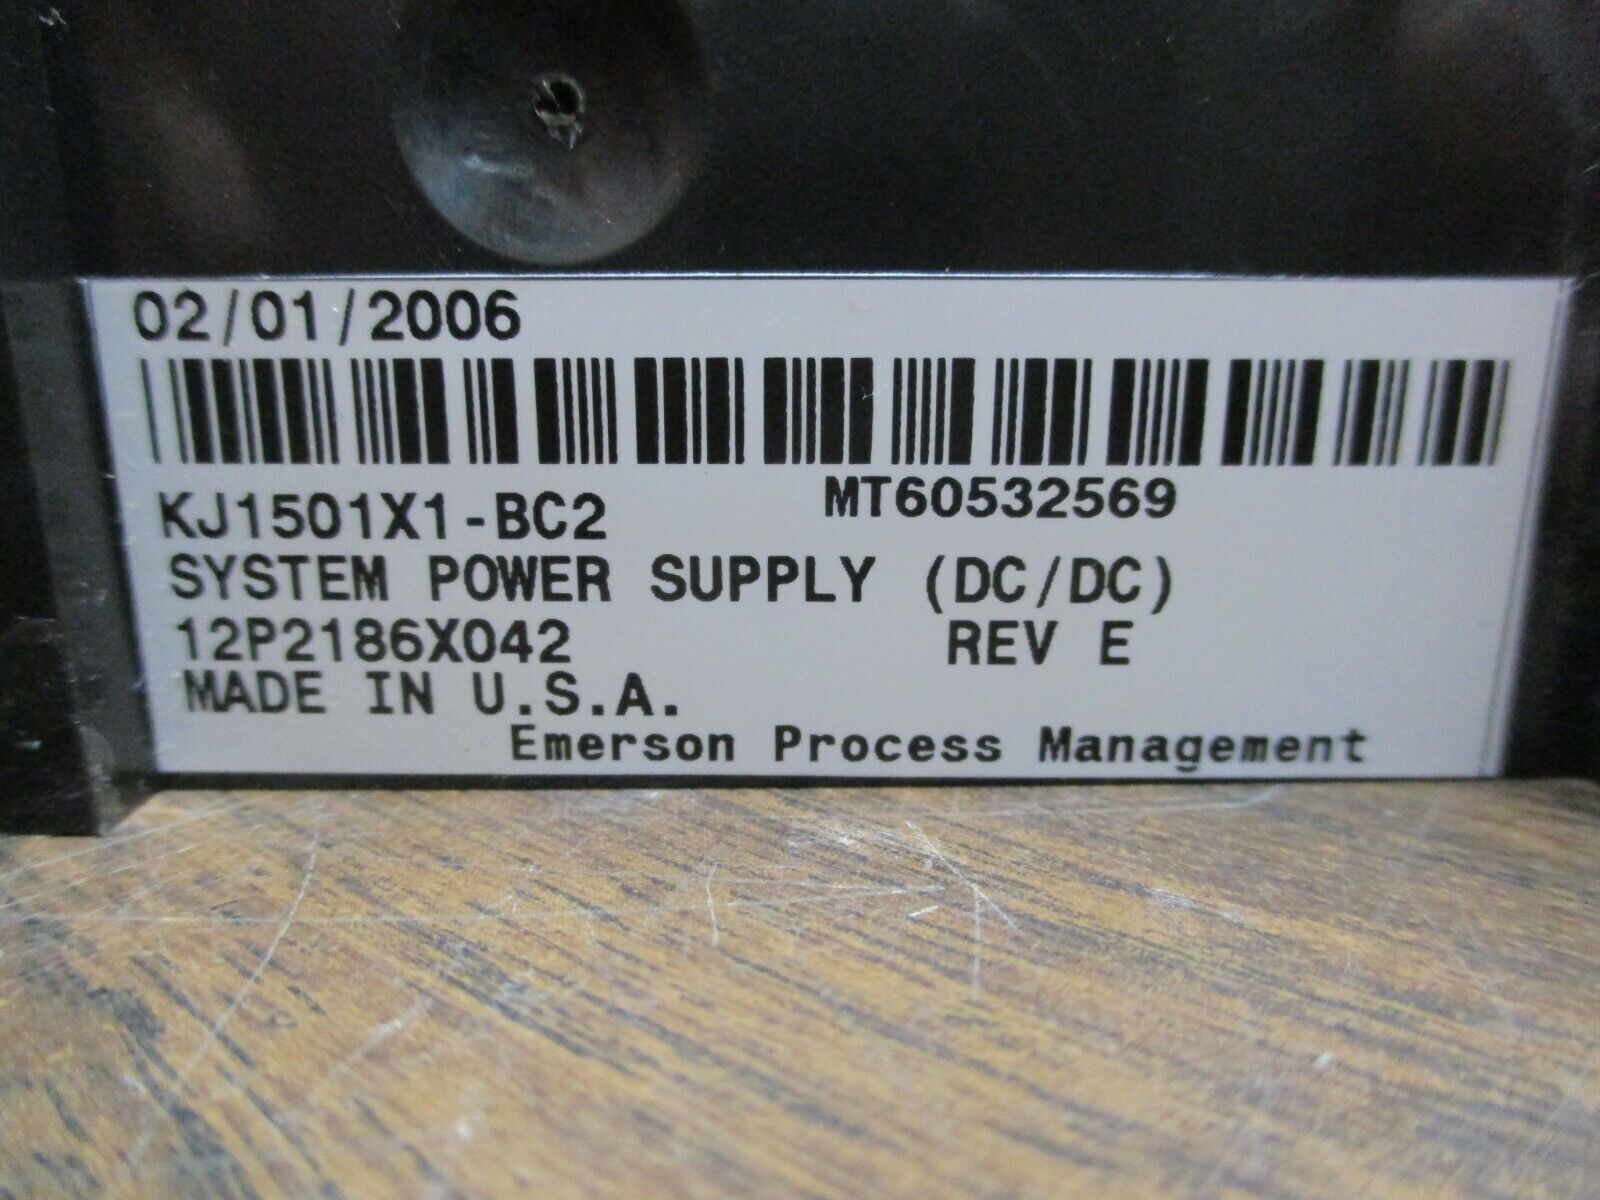 02/01/2006
MT60532569
KJ1501X1-BC2
SYSTEM POWER SUPPLY (DC/DC)
12P2186X042 REV E
MADE IN U.S.A.
Emerson Process Management